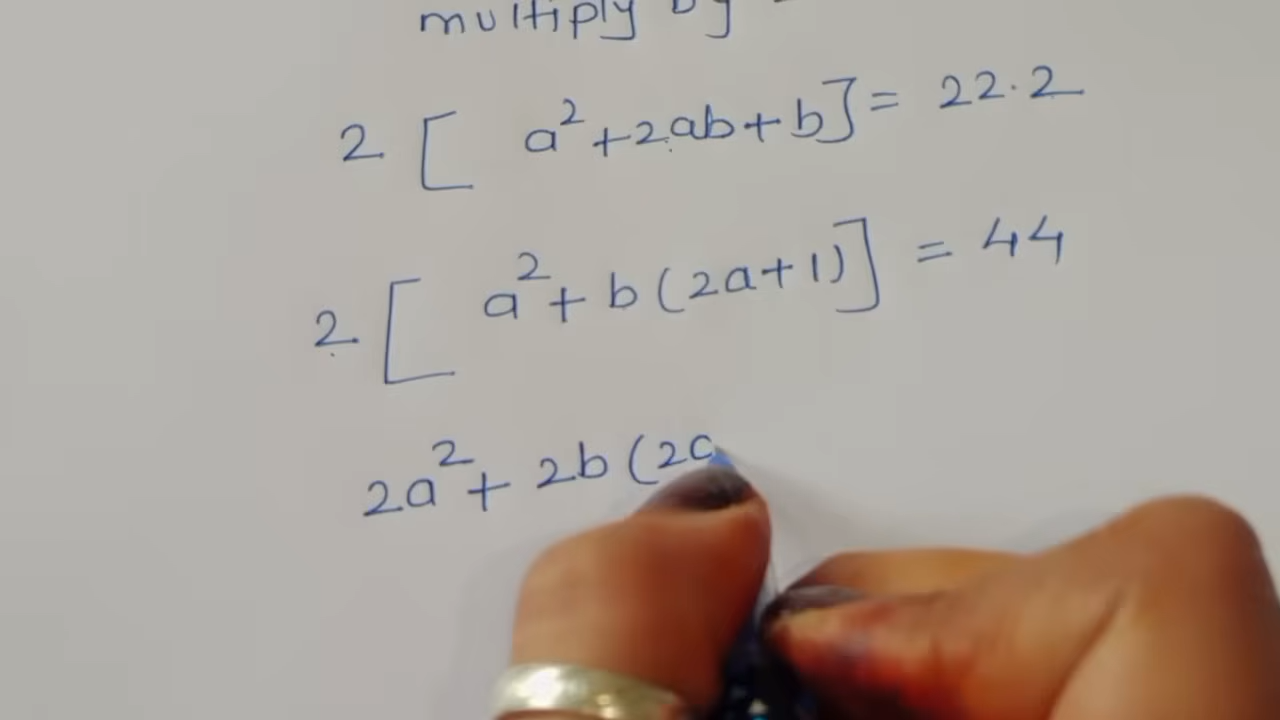 multiply by
2 [ a²+2ab+b] = 22.2
2 [ a²+ b (2a+1)] = 44
2a²+ 2b (2a